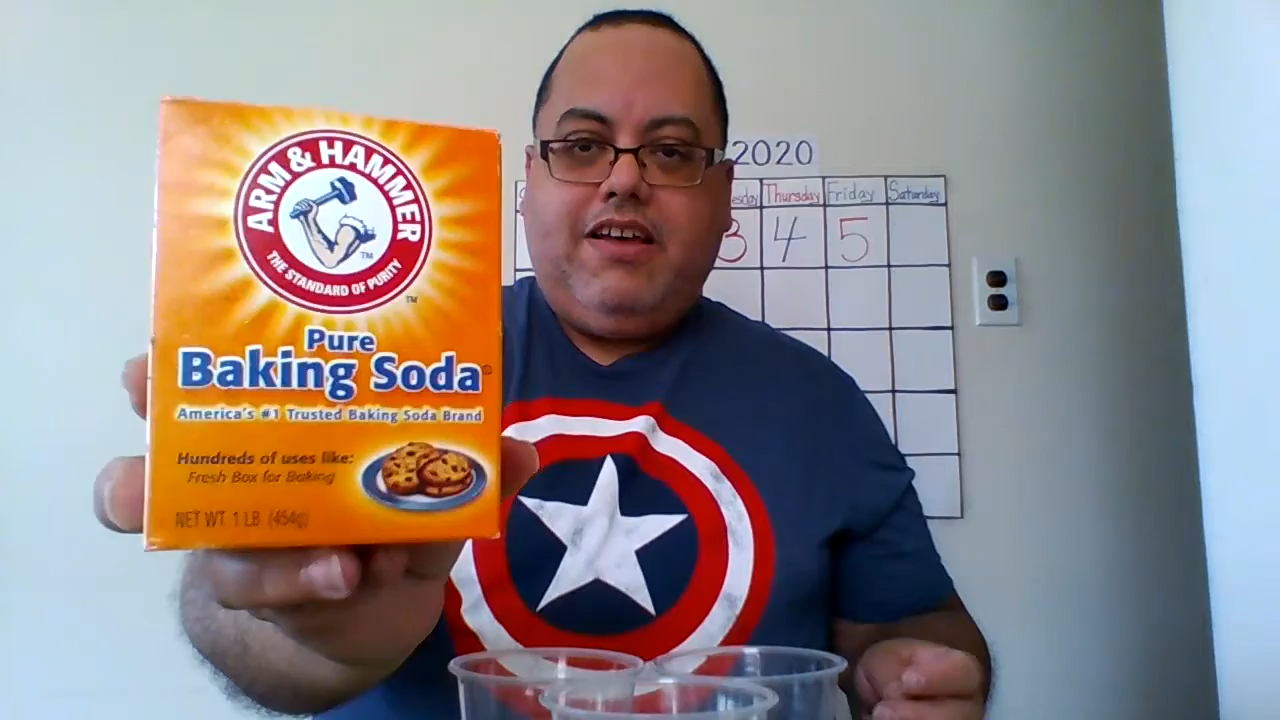 ARM & HAMMER
THE STANDARD OF PURITY
TM
TM
Pure
Baking Soda
America's #1 Trusted Baking Soda Brand
Hundreds of uses like:
Fresh Box for Baking
NET WT. 1 LB. (454g)
2020
Thursday Friday Saturday
3 4 5